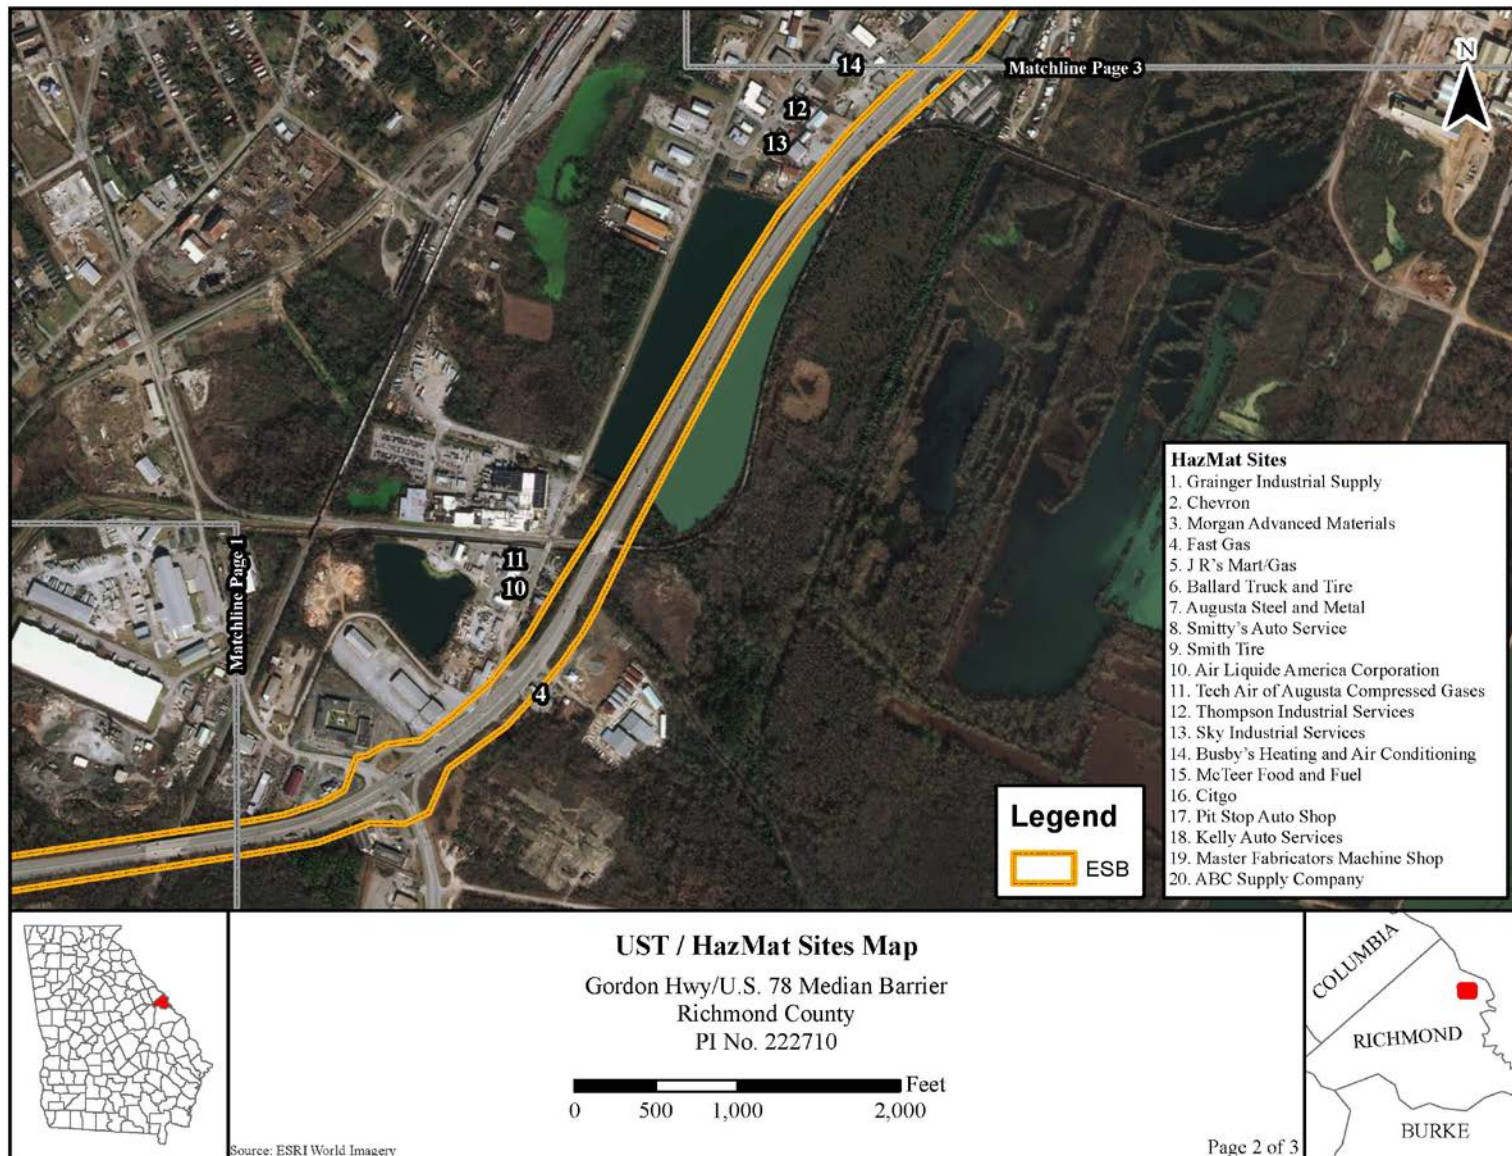 14
Matchline Page 3
N
12
13
11
10
Matchline Page 1
4
HazMat Sites
1. Grainger Industrial Supply
2. Chevron
3. Morgan Advanced Materials
4. Fast Gas
5. J R's Mart/Gas
6. Ballard Truck and Tire
7. Augusta Steel and Metal
8. Smitty's Auto Service
9. Smith Tire
10. Air Liquide America Corporation
11. Tech Air of Augusta Compressed Gases
12. Thompson Industrial Services
13. Sky Industrial Services
14. Busby's Heating and Air Conditioning
15. McTeer Food and Fuel
16. Citgo
17. Pit Stop Auto Shop
18. Kelly Auto Services
19. Master Fabricators Machine Shop
20. ABC Supply Company
Legend
ESB
UST / HazMat Sites Map
Gordon Hwy/U.S. 78 Median Barrier
Richmond County
PI No. 222710
Feet
0 500 1,000 2,000
Source: ESRI World Imagery
Page 2 of 3
COLUMBIA
RICHMOND
BURKE